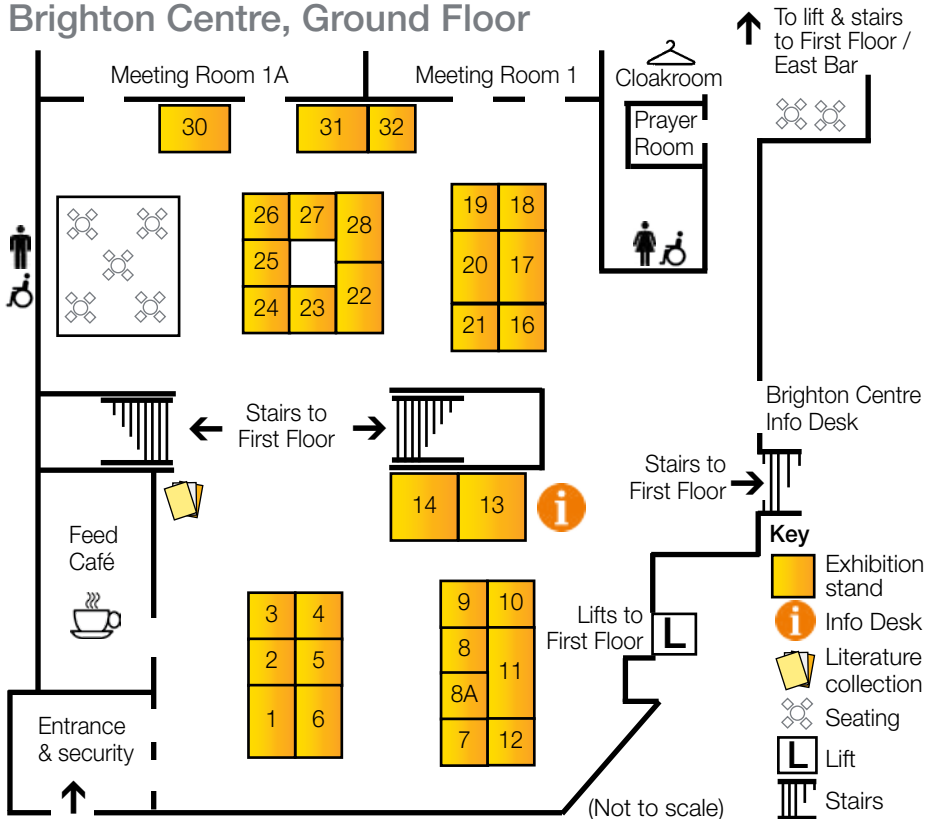 Brighton Centre, Ground Floor
To lift & stairs
to First Floor /
East Bar
Meeting Room 1A
Meeting Room 1
Cloakroom
Prayer
Room
30
31
32
26
27
28
25
24
23
22
19
18
20
17
21
16
Stairs to
First Floor
Brighton Centre
Info Desk
Stairs to
First Floor
14
13
i
Feed
Café
3
4
2
5
1
6
9
10
8
11
8A
7
12
Lifts to
First Floor
L
Entrance
& security
(Not to scale)
Key
Exhibition
stand
i
Info Desk
Literature
collection
Seating
L
Lift
Stairs